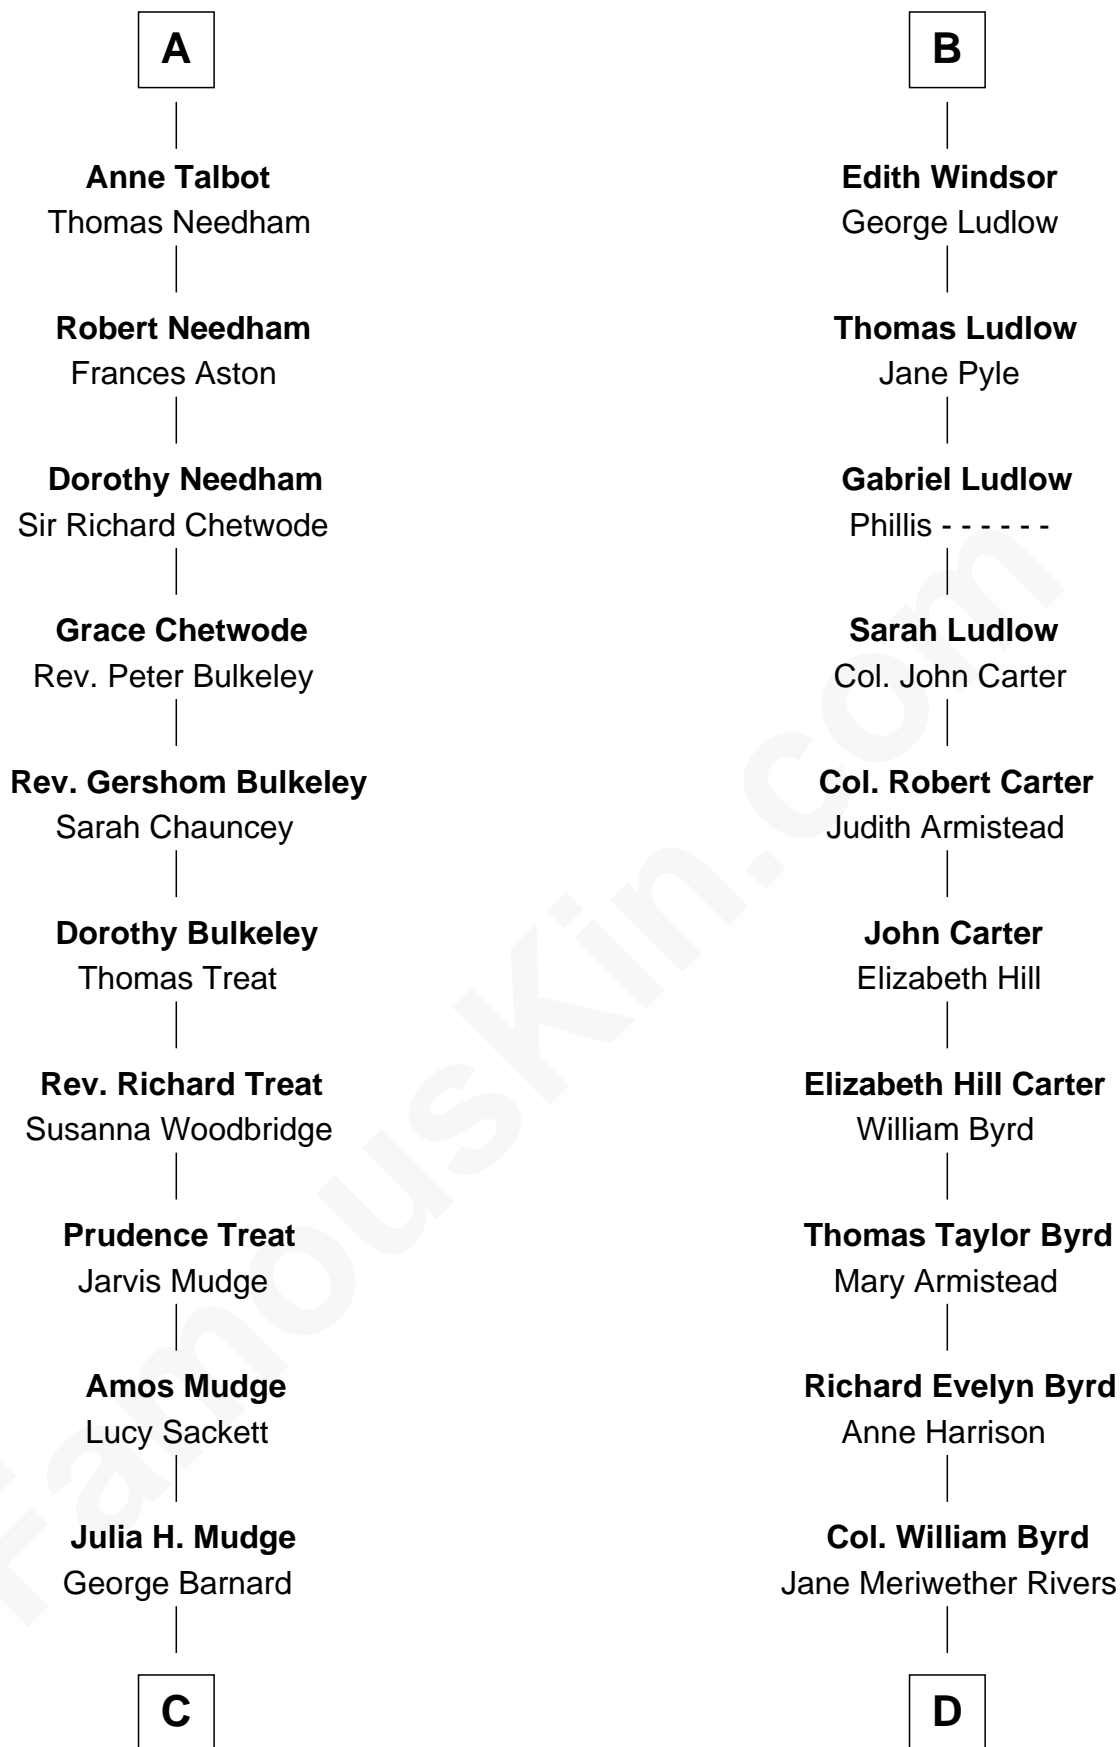 A
Anne Talbot
Thomas Needham
Robert Needham
Frances Aston
Dorothy Needham
Sir Richard Chetwode
Grace Chetwode
Rev. Peter Bulkeley
Rev. Gershom Bulkeley
Sarah Chauncey
Dorothy Bulkeley
Thomas Treat
Rev. Richard Treat
Susanna Woodbridge
Prudence Treat
Jarvis Mudge
Amos Mudge
Lucy Sackett
Julia H. Mudge
George Barnard
C
B
Edith Windsor
George Ludlow
Thomas Ludlow
Jane Pyle
Gabriel Ludlow
Phillis - - - - - -
Sarah Ludlow
Col. John Carter
Col. Robert Carter
Judith Armistead
John Carter
Elizabeth Hill
Elizabeth Hill Carter
William Byrd
Thomas Taylor Byrd
Mary Armistead
Richard Evelyn Byrd
Anne Harrison
Col. William Byrd
Jane Meriwether Rivers
D
FamousKin.com